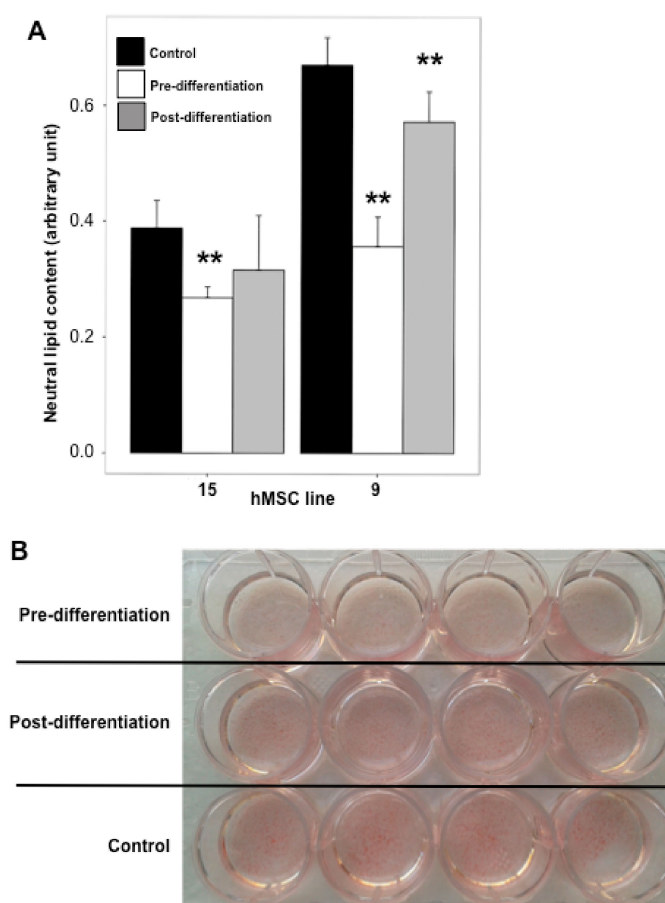 A
Control
Pre-differentiation
Post-differentiation
**
**
**
0.6
0.4
0.2
0.0
Neutral lipid content (arbitrary unit)
15
9
hMSC line
B
Pre-differentiation
Post-differentiation
Control